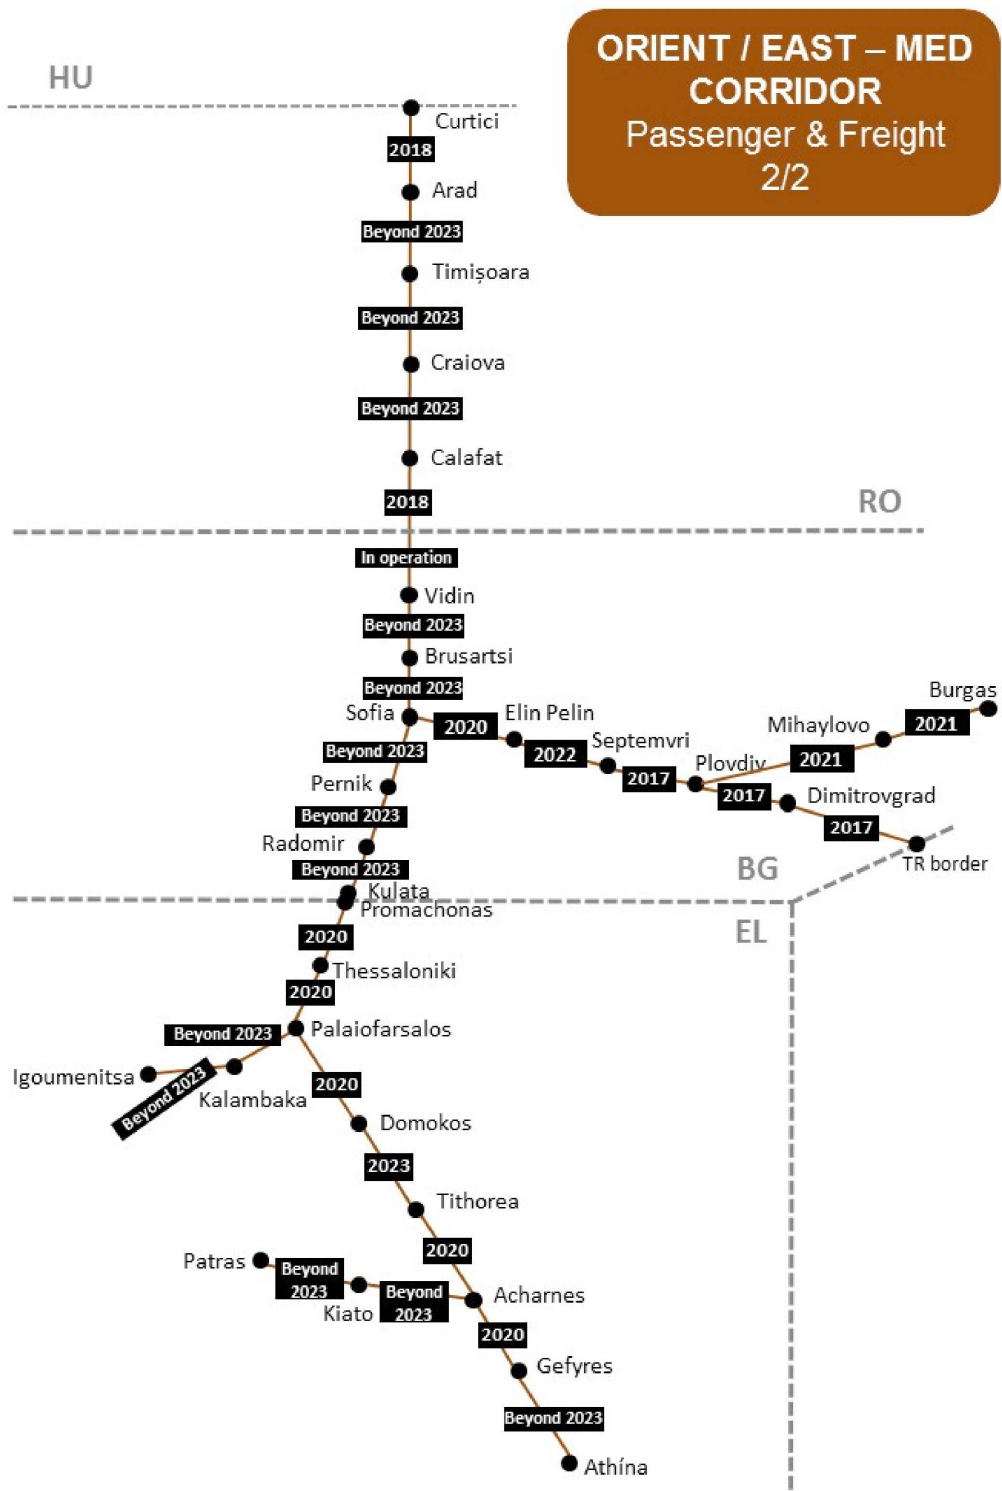 ORIENT / EAST – MED
CORRIDOR
Passenger & Freight
2/2
HU
Curtici
2018
Arad
Beyond 2023
Timișoara
Beyond 2023
Craiova
Beyond 2023
Calafat
2018
RO
In operation
Vidin
Beyond 2023
Brusartsi
Beyond 2023
Sofia
2020
Elin Pelin
2022
Septemvri
2017
Plovdiv
2021
Mihaylovo
2021
Burgas
2017
Dimitrovgrad
2017
TR border
Beyond 2023
Pernik
Beyond 2023
Radomir
Beyond 2023
BG
Kulata
Promachonas
EL
2020
Thessaloniki
2020
Palaiofarsalos
Beyond 2023
Igoumenitsa
Beyond 2023
Kalambaka
2020
Domokos
2023
Tithorea
2020
Patras
Beyond
2023
Kiato
Beyond
2023
Acharnes
2020
Gefyres
Beyond 2023
Athína